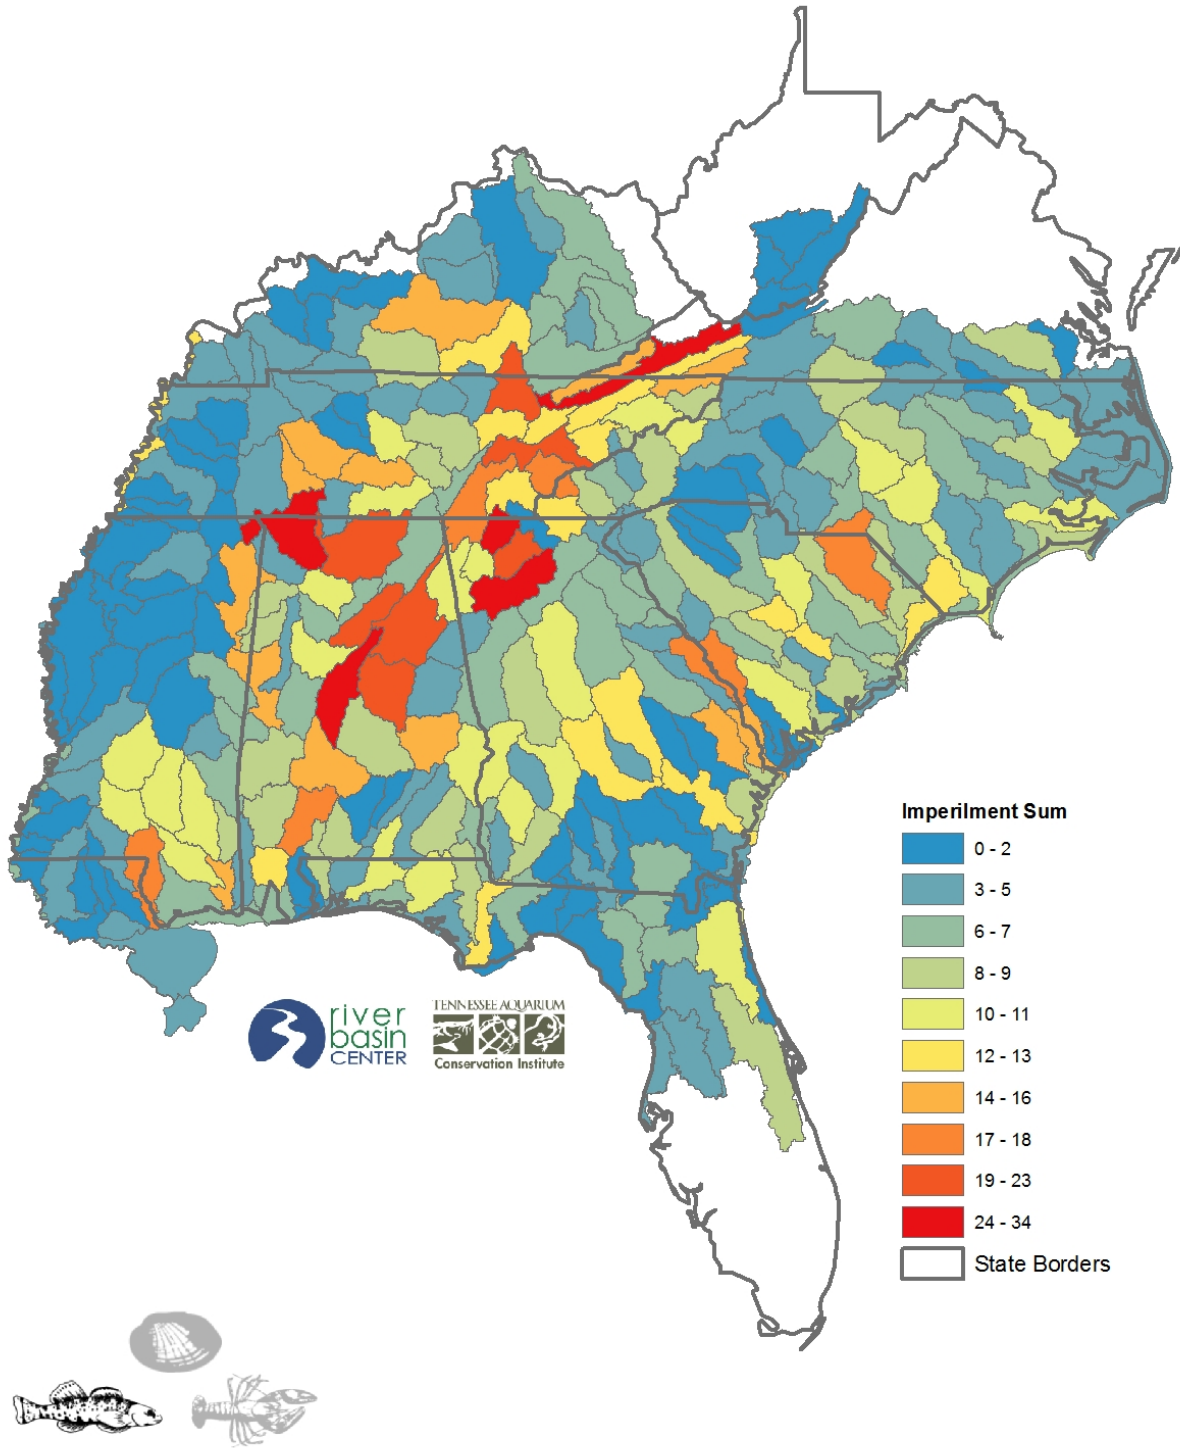 Imperilment Sum
0 - 2
3 - 5
6 - 7
8 - 9
10 - 11
12 - 13
14 - 16
17 - 18
19 - 23
24 - 34
State Borders
river
basin
CENTER
TENNESSEE AQUARIUM
Conservation Institute